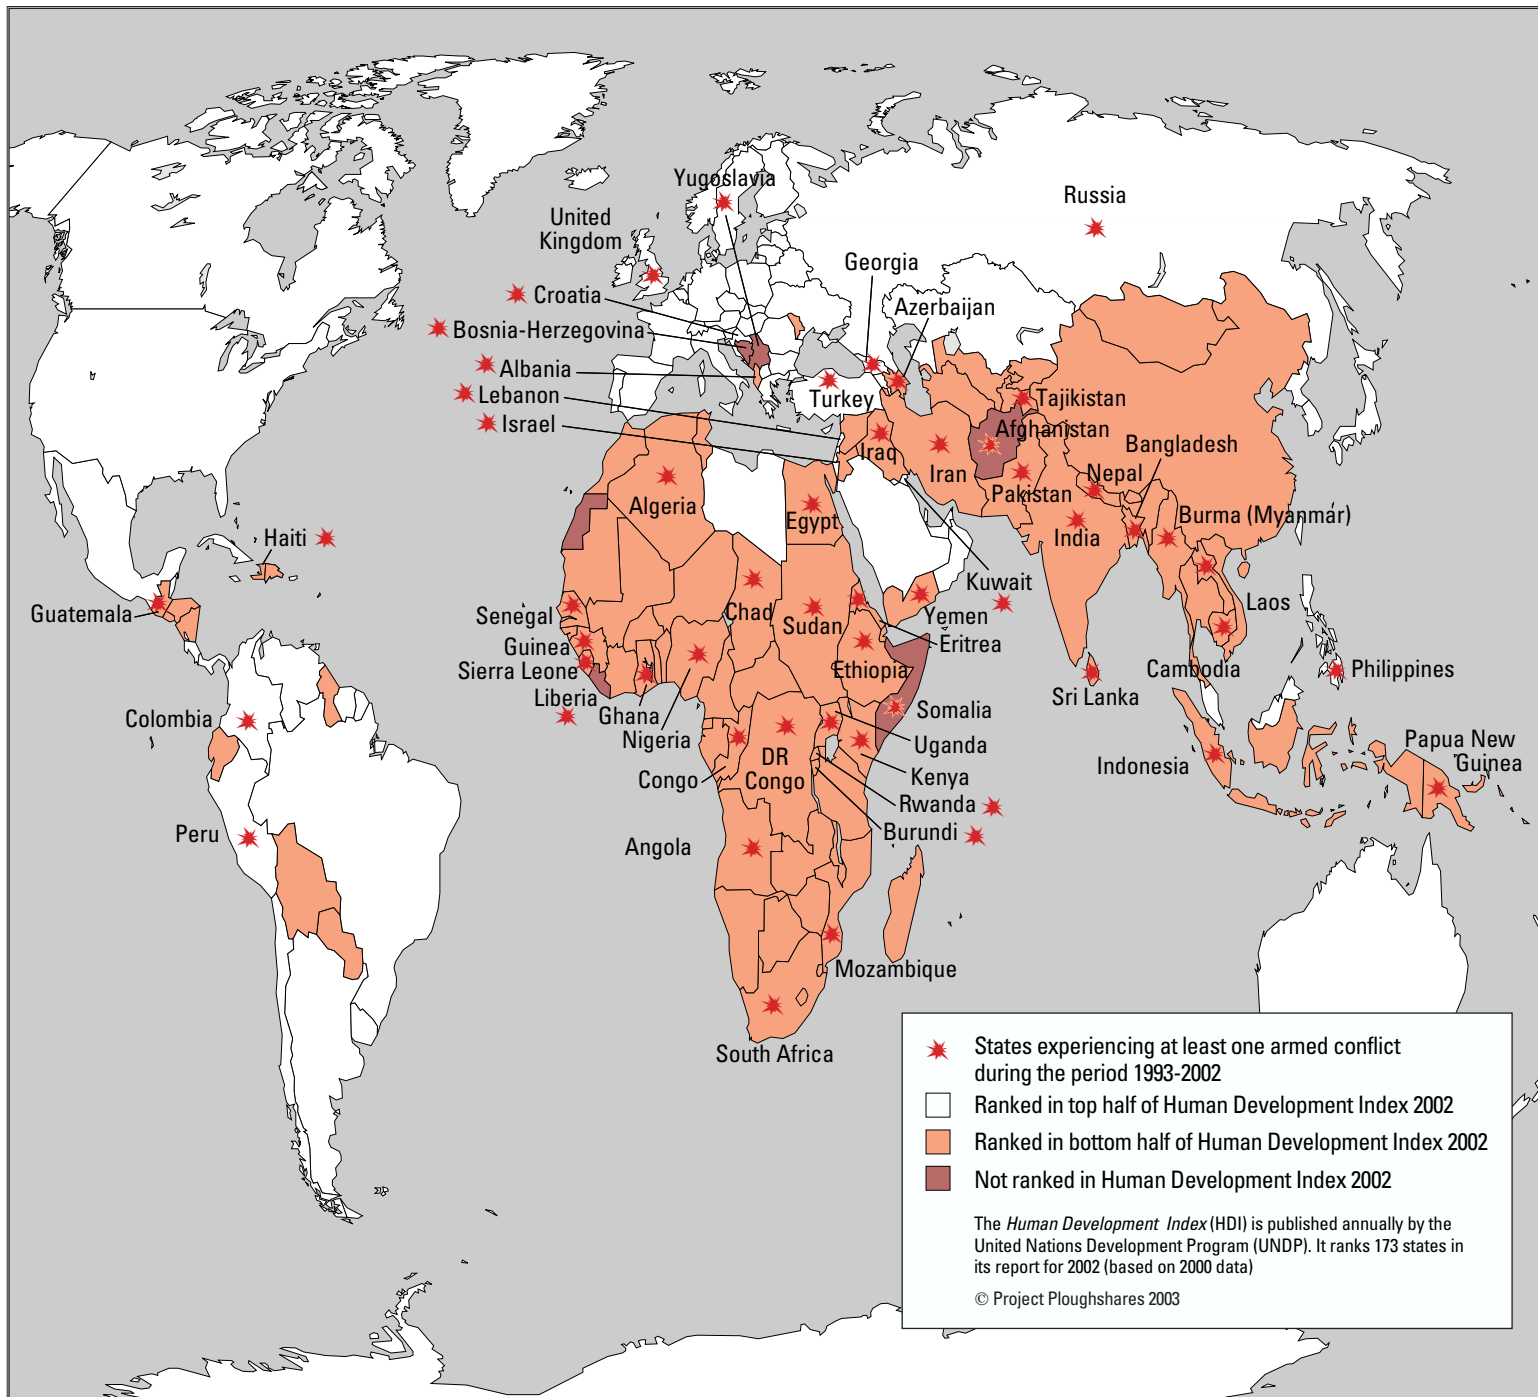 Yugoslavia
Russia
United
Kingdom
Georgia
Croatia
Azerbaijan
Bosnia-Herzegovina
Albania
Lebanon
Turkey
Tajikistan
Israel
Afghanistan
Bangladesh
Iraq
Iran
Nepal
Pakistan
Algeria
Egypt
Burma (Myanmar)
India
Haiti
Kuwait
Guatemala
Senegal
Chad
Sudan
Yemen
Laos
Guinea
Eritrea
Sierra Leone
Ethiopia
Cambodia
Philippines
Liberia
Sri Lanka
Colombia
Ghana
Somalia
Nigeria
Uganda
Papua New
Guinea
DR
Congo
Congo
Kenya
Indonesia
Rwanda
Peru
Burundi
Angola
Mozambique
South Africa
States experiencing at least one armed conflict
during the period 1993-2002
Ranked in top half of Human Development Index 2002
Ranked in bottom half of Human Development Index 2002
Not ranked in Human Development Index 2002
The Human Development Index (HDI) is published annually by the
United Nations Development Program (UNDP). It ranks 173 states in
its report for 2002 (based on 2000 data)
© Project Ploughshares 2003